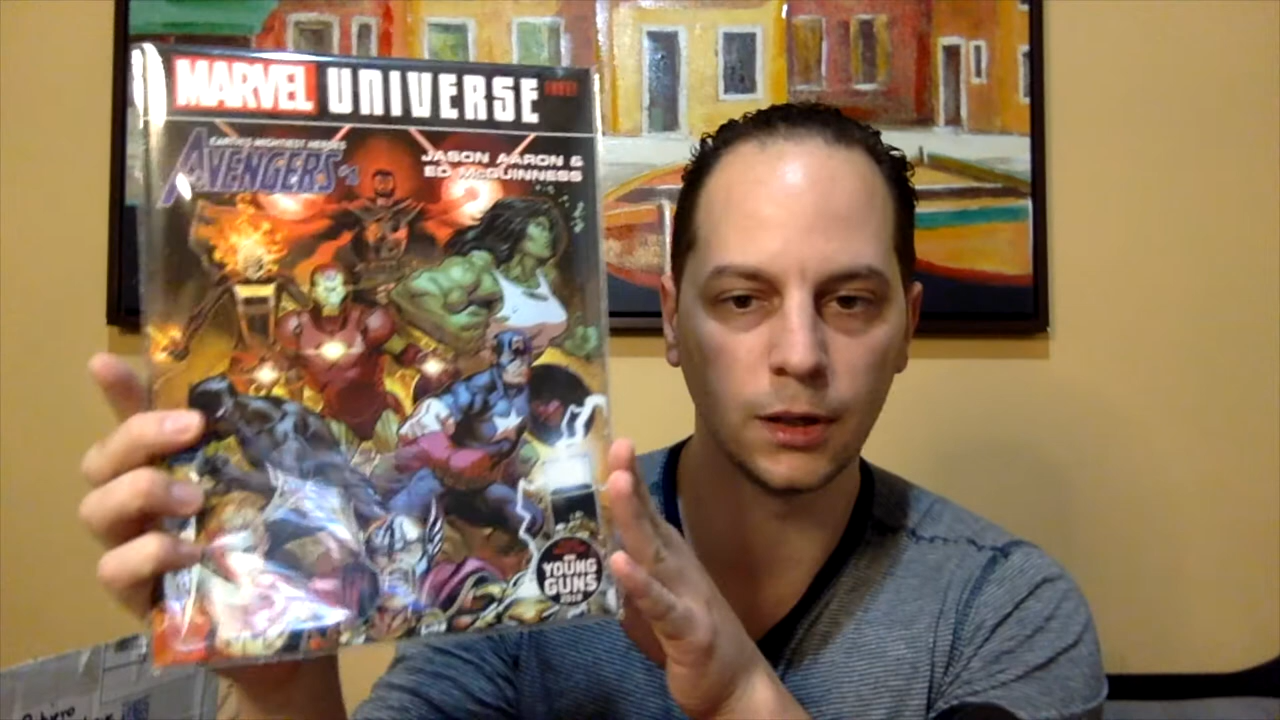 MARVEL UNIVERSE
EARTH'S MIGHTIEST HEROES
AVENGERS #1
JASON AARON &
ED McGUINNESS
YOUNG
GUNS